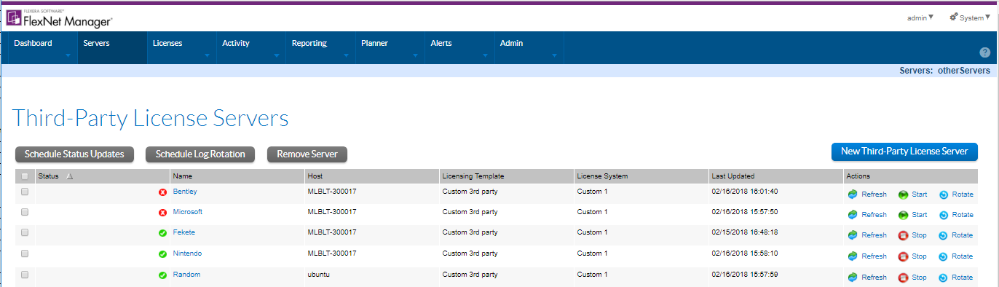 FLEXERA SOFTWARE®
FlexNet Manager®
admin System
Dashboard Servers Licenses Activity Reporting Planner Alerts Admin
?
Servers: otherServers
Third-Party License Servers
Schedule Status Updates Schedule Log Rotation Remove Server New Third-Party License Server
Status Name Host Licensing Template License System Last Updated Actions
Bentley MLBLT-300017 Custom 3rd party Custom 1 02/16/2018 16:01:40 Refresh Start Rotate
Microsoft MLBLT-300017 Custom 3rd party Custom 1 02/16/2018 15:57:50 Refresh Start Rotate
Fekete MLBLT-300017 Custom 3rd party Custom 1 02/15/2018 16:48:18 Refresh Stop Rotate
Nintendo MLBLT-300017 Custom 3rd party Custom 1 02/16/2018 15:58:10 Refresh Stop Rotate
Random ubuntu Custom 3rd party Custom 1 02/16/2018 15:57:59 Refresh Stop Rotate